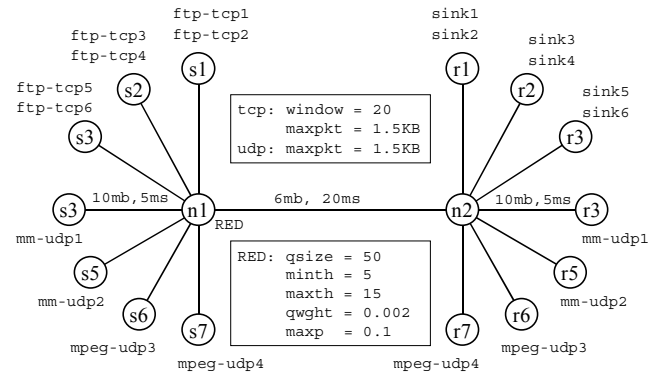 ftp-tcp1
ftp-tcp2
sink1
sink2
ftp-tcp3
ftp-tcp4
s1
r1
sink3
sink4
ftp-tcp5
ftp-tcp6
s2
r2
sink5
sink6
tcp: window = 20
maxpkt = 1.5KB
udp: maxpkt = 1.5KB
s3
r3
s3
10mb,5ms
n1
6mb, 20ms
n2
10mb,5ms
r3
RED
mm-udp1
mm-udp1
RED: qsize = 50
minth = 5
maxth = 15
qwght = 0.002
maxp = 0.1
s5
r5
mm-udp2
mm-udp2
s6
r6
s7
r7
mpeg-udp3
mpeg-udp3
mpeg-udp4
mpeg-udp4